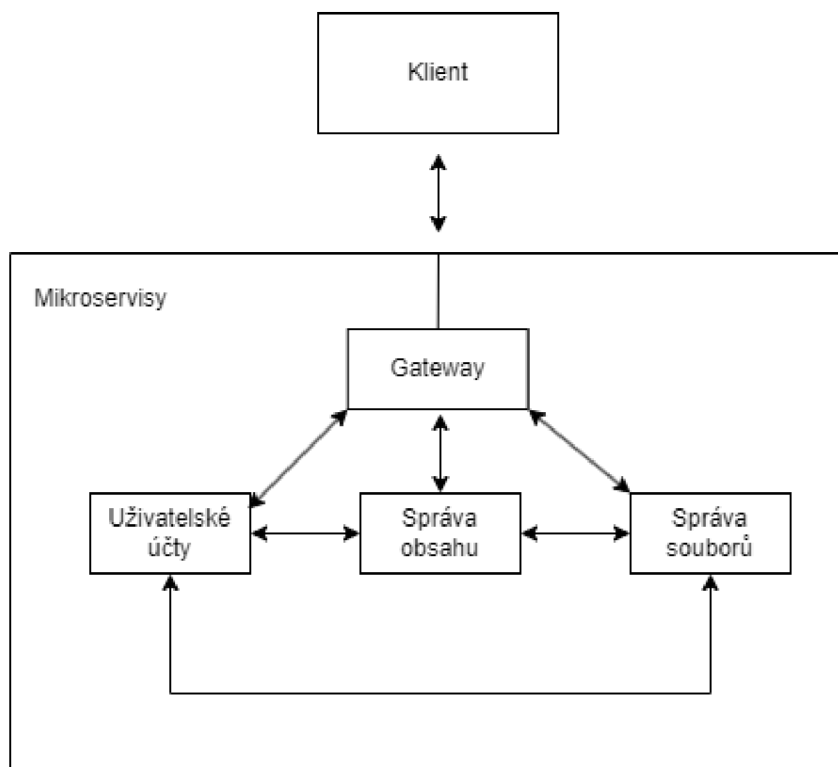 Klient
Mikroservisy
Gateway
Uživatelské
účty
Správa
obsahu
Správa
souborů